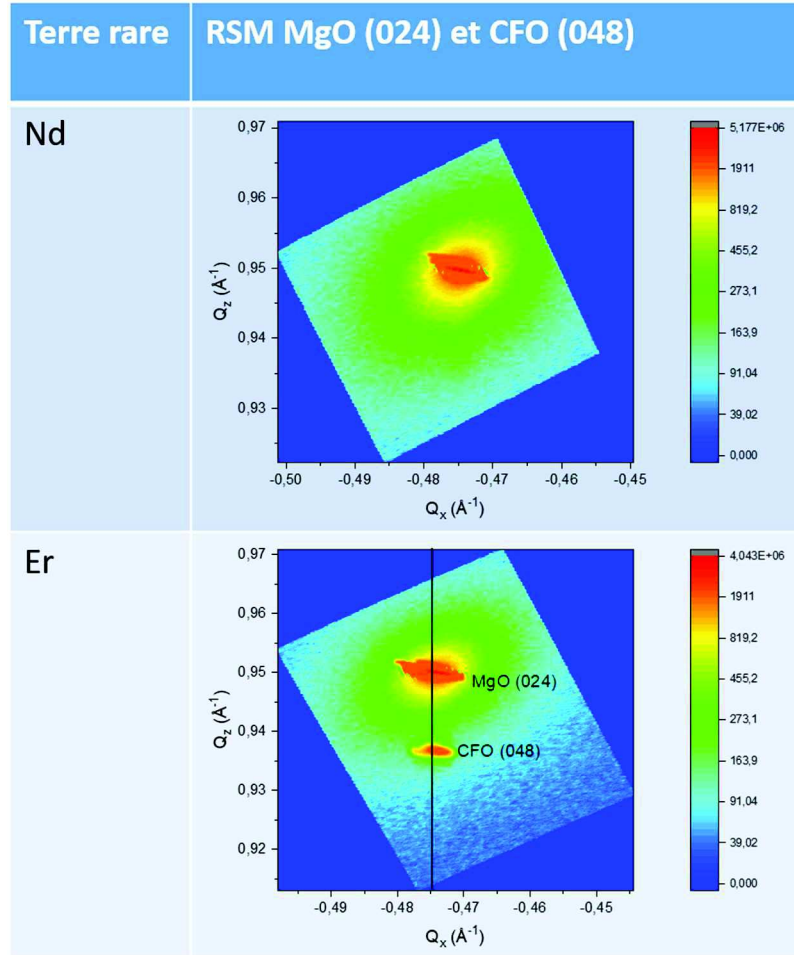 Terre rare
RSM MgO (024) et CFO (048)
Nd
0,97
0,96
0,95
0,94
0,93
Qz (Å-1)
-0,50 -0,49 -0,48 -0,47 -0,46 -0,45
Qx (Å-1)
5,177E+06
1911
819,2
455,2
273,1
163,9
91,04
39,02
0,000
Er
0,97
0,96
0,95
0,94
0,93
0,92
Qz (Å-1)
MgO (024)
CFO (048)
-0,49 -0,48 -0,47 -0,46 -0,45
Qx (Å-1)
4,043E+06
1911
819,2
455,2
273,1
163,9
91,04
39,02
0,000